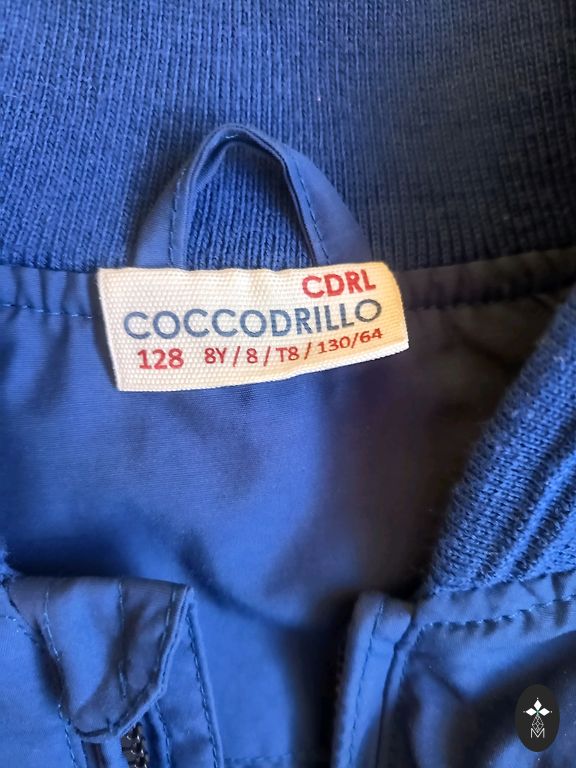 CDRL
COCCODRILLO
128 8Y / 8 / T8 / 130/64